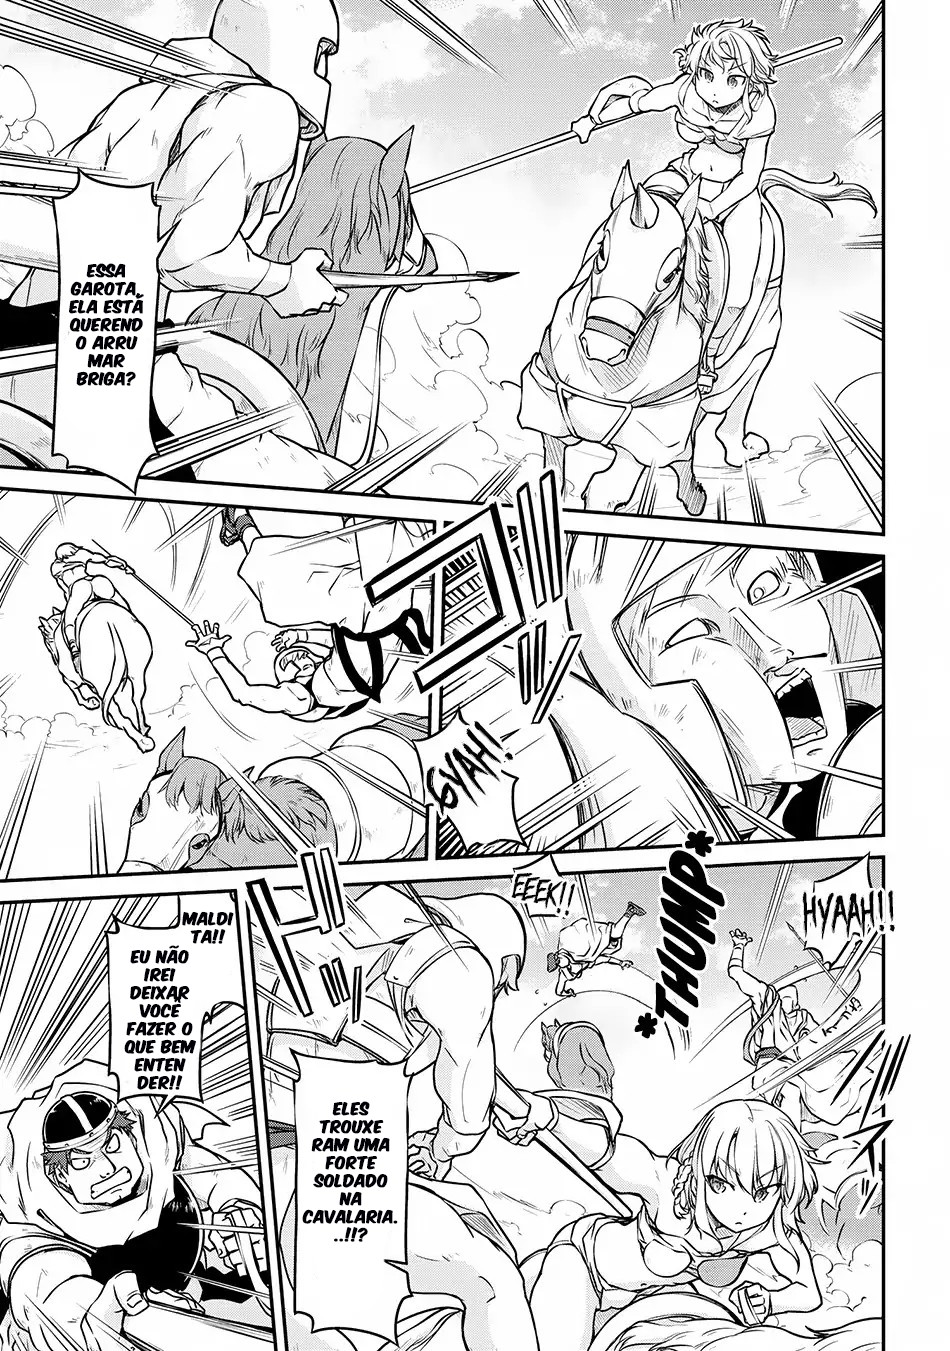 ESSA
GAROTA,
ELA ESTÁ
QUEREND
O ARRU
MAR
BRIGA?
GYAH!
HYAAH!!
EEEK!!
*THUMP*
ELES
TROUXE
RAM UMA
FORTE
SOLDADO
NA
CAVALARIA.
..!!?
MALDI
TA!!
EU NÃO
IREI
DEIXAR
VOCÊ
FAZER O
QUE BEM
ENTEN
DER!!